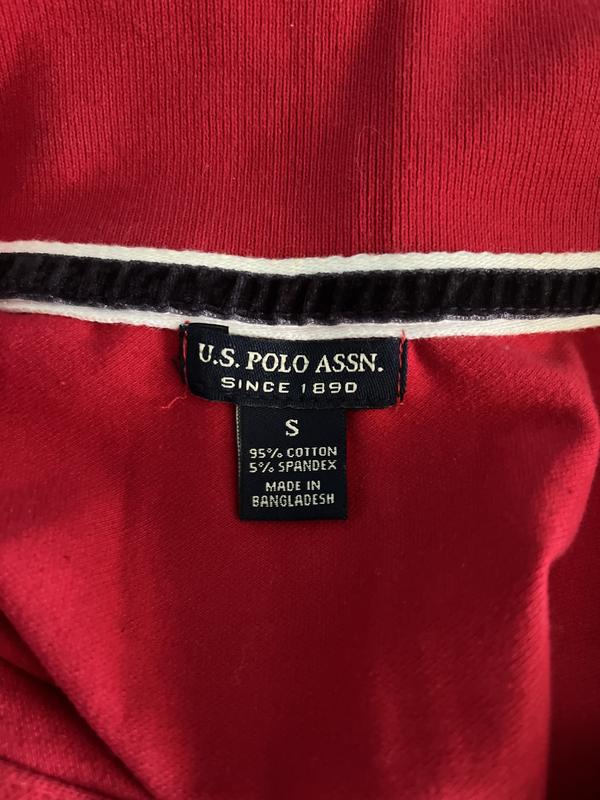 U.S. POLO ASSN.
SINCE 1890
S
95% COTTON
5% SPANDEX
MADE IN
BANGLADESH